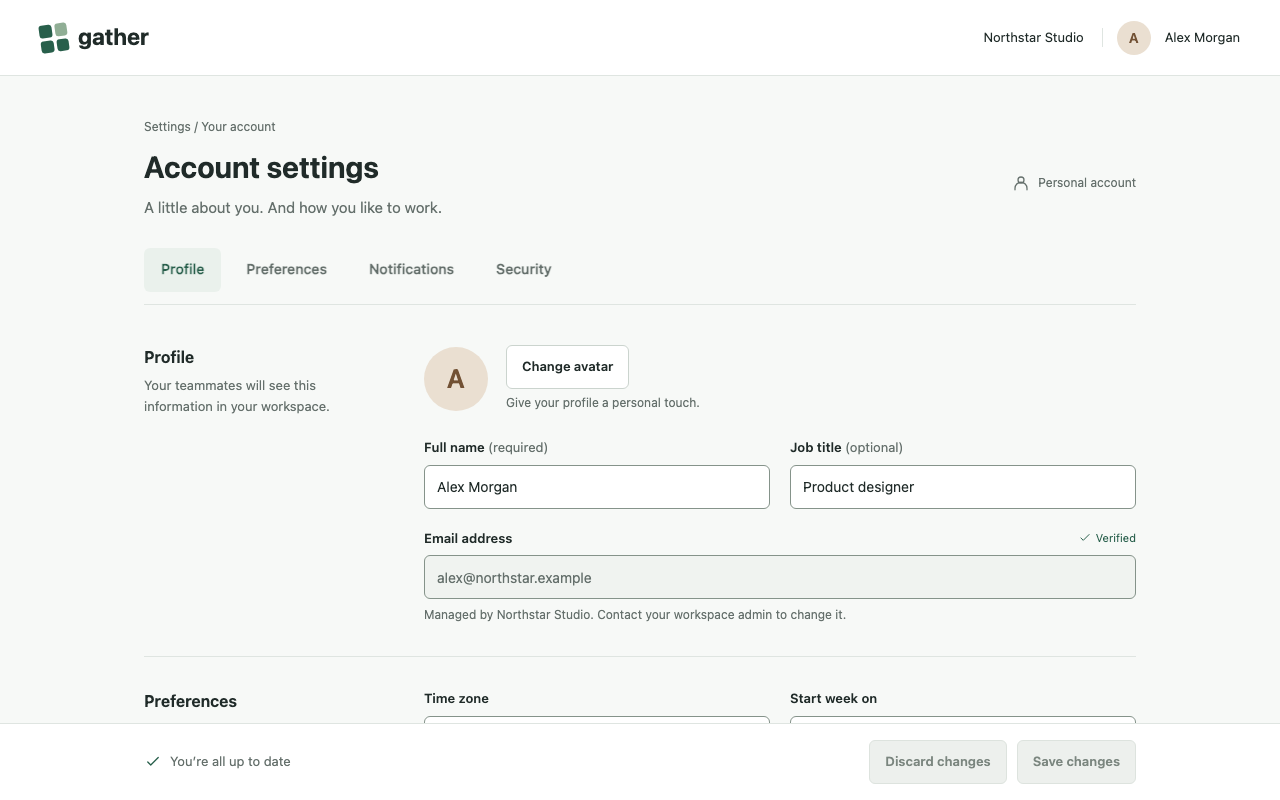 gather
Northstar Studio
A
Alex Morgan
Settings / Your account
Account settings
A little about you. And how you like to work.
Personal account
Profile
Preferences
Notifications
Security
Profile
Your teammates will see this
information in your workspace.
A
Change avatar
Give your profile a personal touch.
Full name (required)
Job title (optional)
Alex Morgan
Product designer
Email address
Verified
alex@northstar.example
Managed by Northstar Studio. Contact your workspace admin to change it.
Preferences
Time zone
Start week on
You're all up to date
Discard changes
Save changes